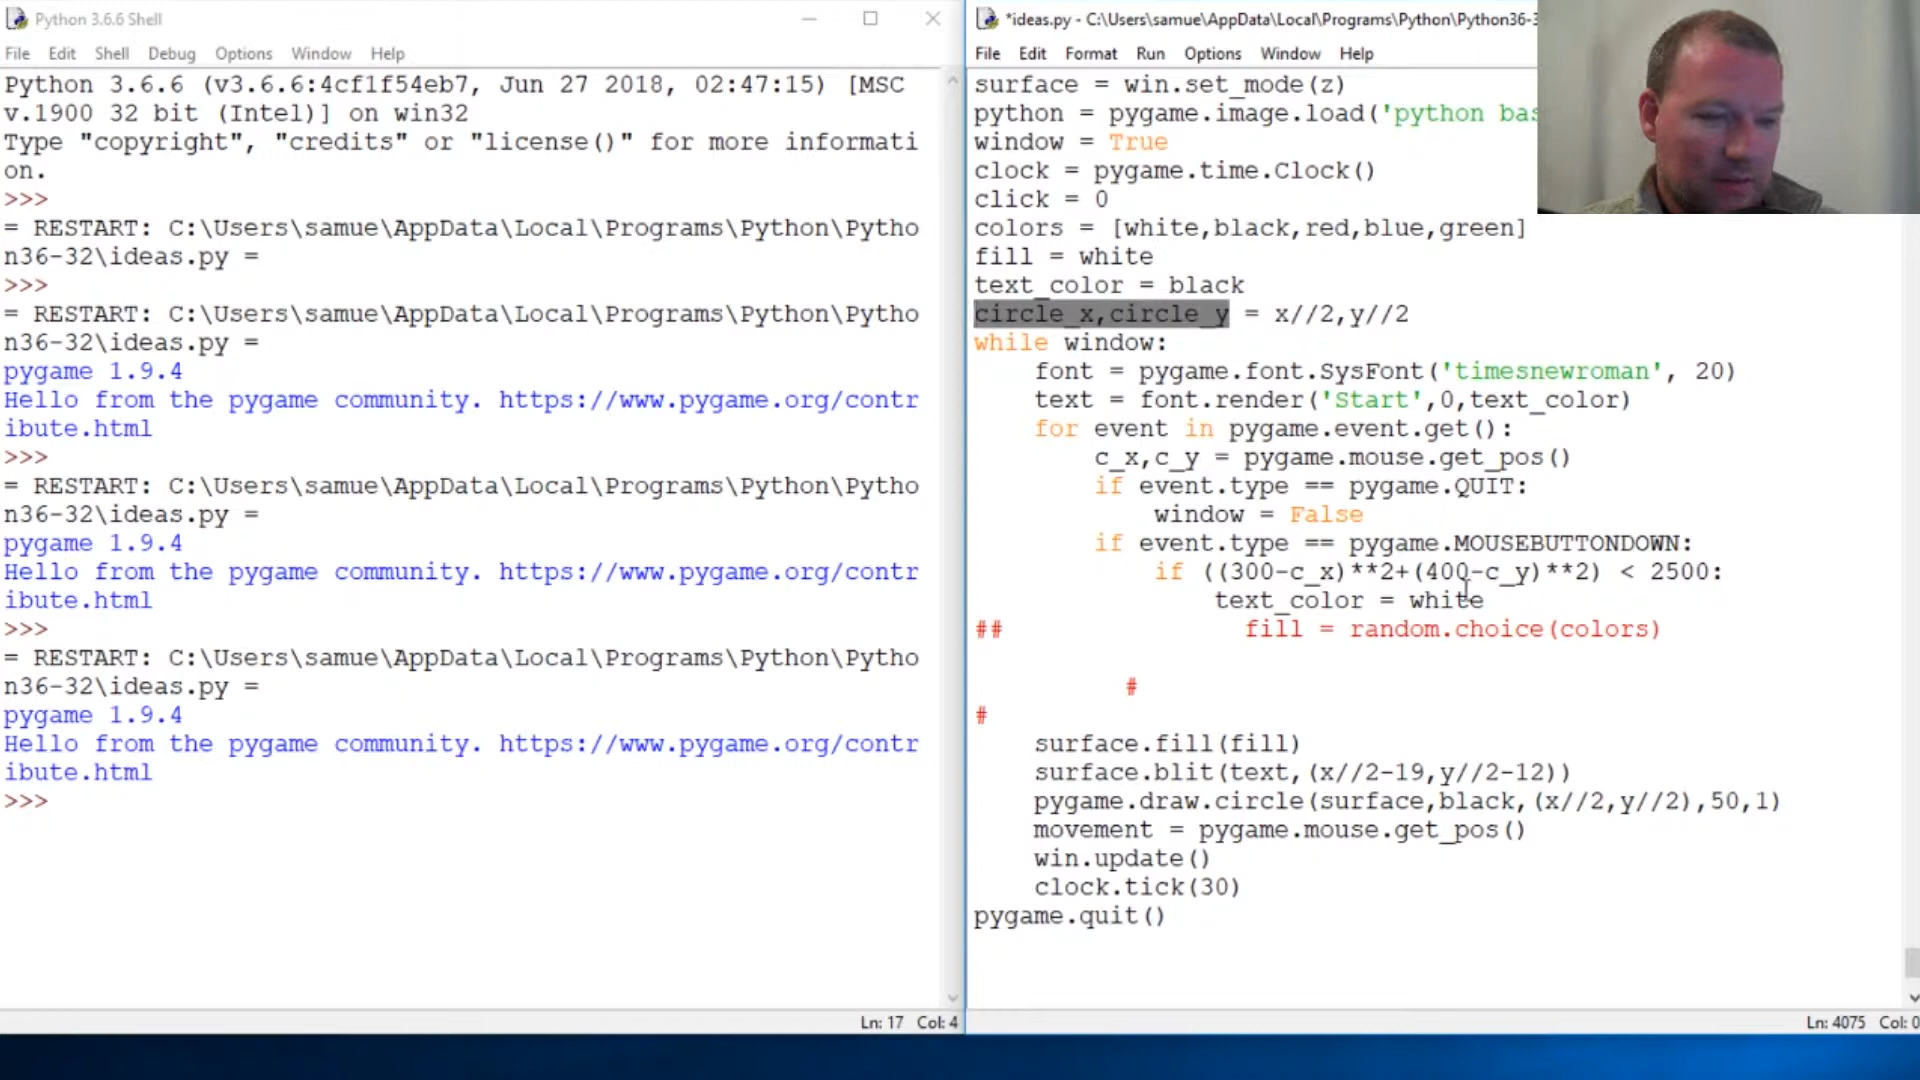 Python 3.6.6 Shell
File Edit Shell Debug Options Window Help
Python 3.6.6 (v3.6.6:4cf1f54eb7, Jun 27 2018, 02:47:15) [MSC
v.1900 32 bit (Intel)] on win32
Type "copyright", "credits" or "license()" for more informati
on.
>>>
= RESTART: C:\Users\samue\AppData\Local\Programs\Python\Pytho
n36-32\ideas.py =
>>>
= RESTART: C:\Users\samue\AppData\Local\Programs\Python\Pytho
n36-32\ideas.py =
pygame 1.9.4
Hello from the pygame community. https://www.pygame.org/contr
ibute.html
>>>
= RESTART: C:\Users\samue\AppData\Local\Programs\Python\Pytho
n36-32\ideas.py =
pygame 1.9.4
Hello from the pygame community. https://www.pygame.org/contr
ibute.html
>>>
= RESTART: C:\Users\samue\AppData\Local\Programs\Python\Pytho
n36-32\ideas.py =
pygame 1.9.4
Hello from the pygame community. https://www.pygame.org/contr
ibute.html
>>>
Ln: 17 Col: 4
*ideas.py - C:\Users\samue\AppData\Local\Programs\Python\Python36-3
File Edit Format Run Options Window Help
surface = win.set_mode(z)
python = pygame.image.load('python bas
window = True
clock = pygame.time.Clock()
click = 0
colors = [white,black,red,blue,green]
fill = white
text_color = black
circle_x,circle_y = x//2,y//2
while window:
    font = pygame.font.SysFont('timesnewroman', 20)
    text = font.render('Start',0,text_color)
    for event in pygame.event.get():
        c_x,c_y = pygame.mouse.get_pos()
        if event.type == pygame.QUIT:
            window = False
        if event.type == pygame.MOUSEBUTTONDOWN:
            if ((300-c_x)**2+(400-c_y)**2) < 2500:
                text_color = white
##                fill = random.choice(colors)
          #
#
    surface.fill(fill)
    surface.blit(text,(x//2-19,y//2-12))
    pygame.draw.circle(surface,black,(x//2,y//2),50,1)
    movement = pygame.mouse.get_pos()
    win.update()
    clock.tick(30)
pygame.quit()
Ln: 4075 Col: 0